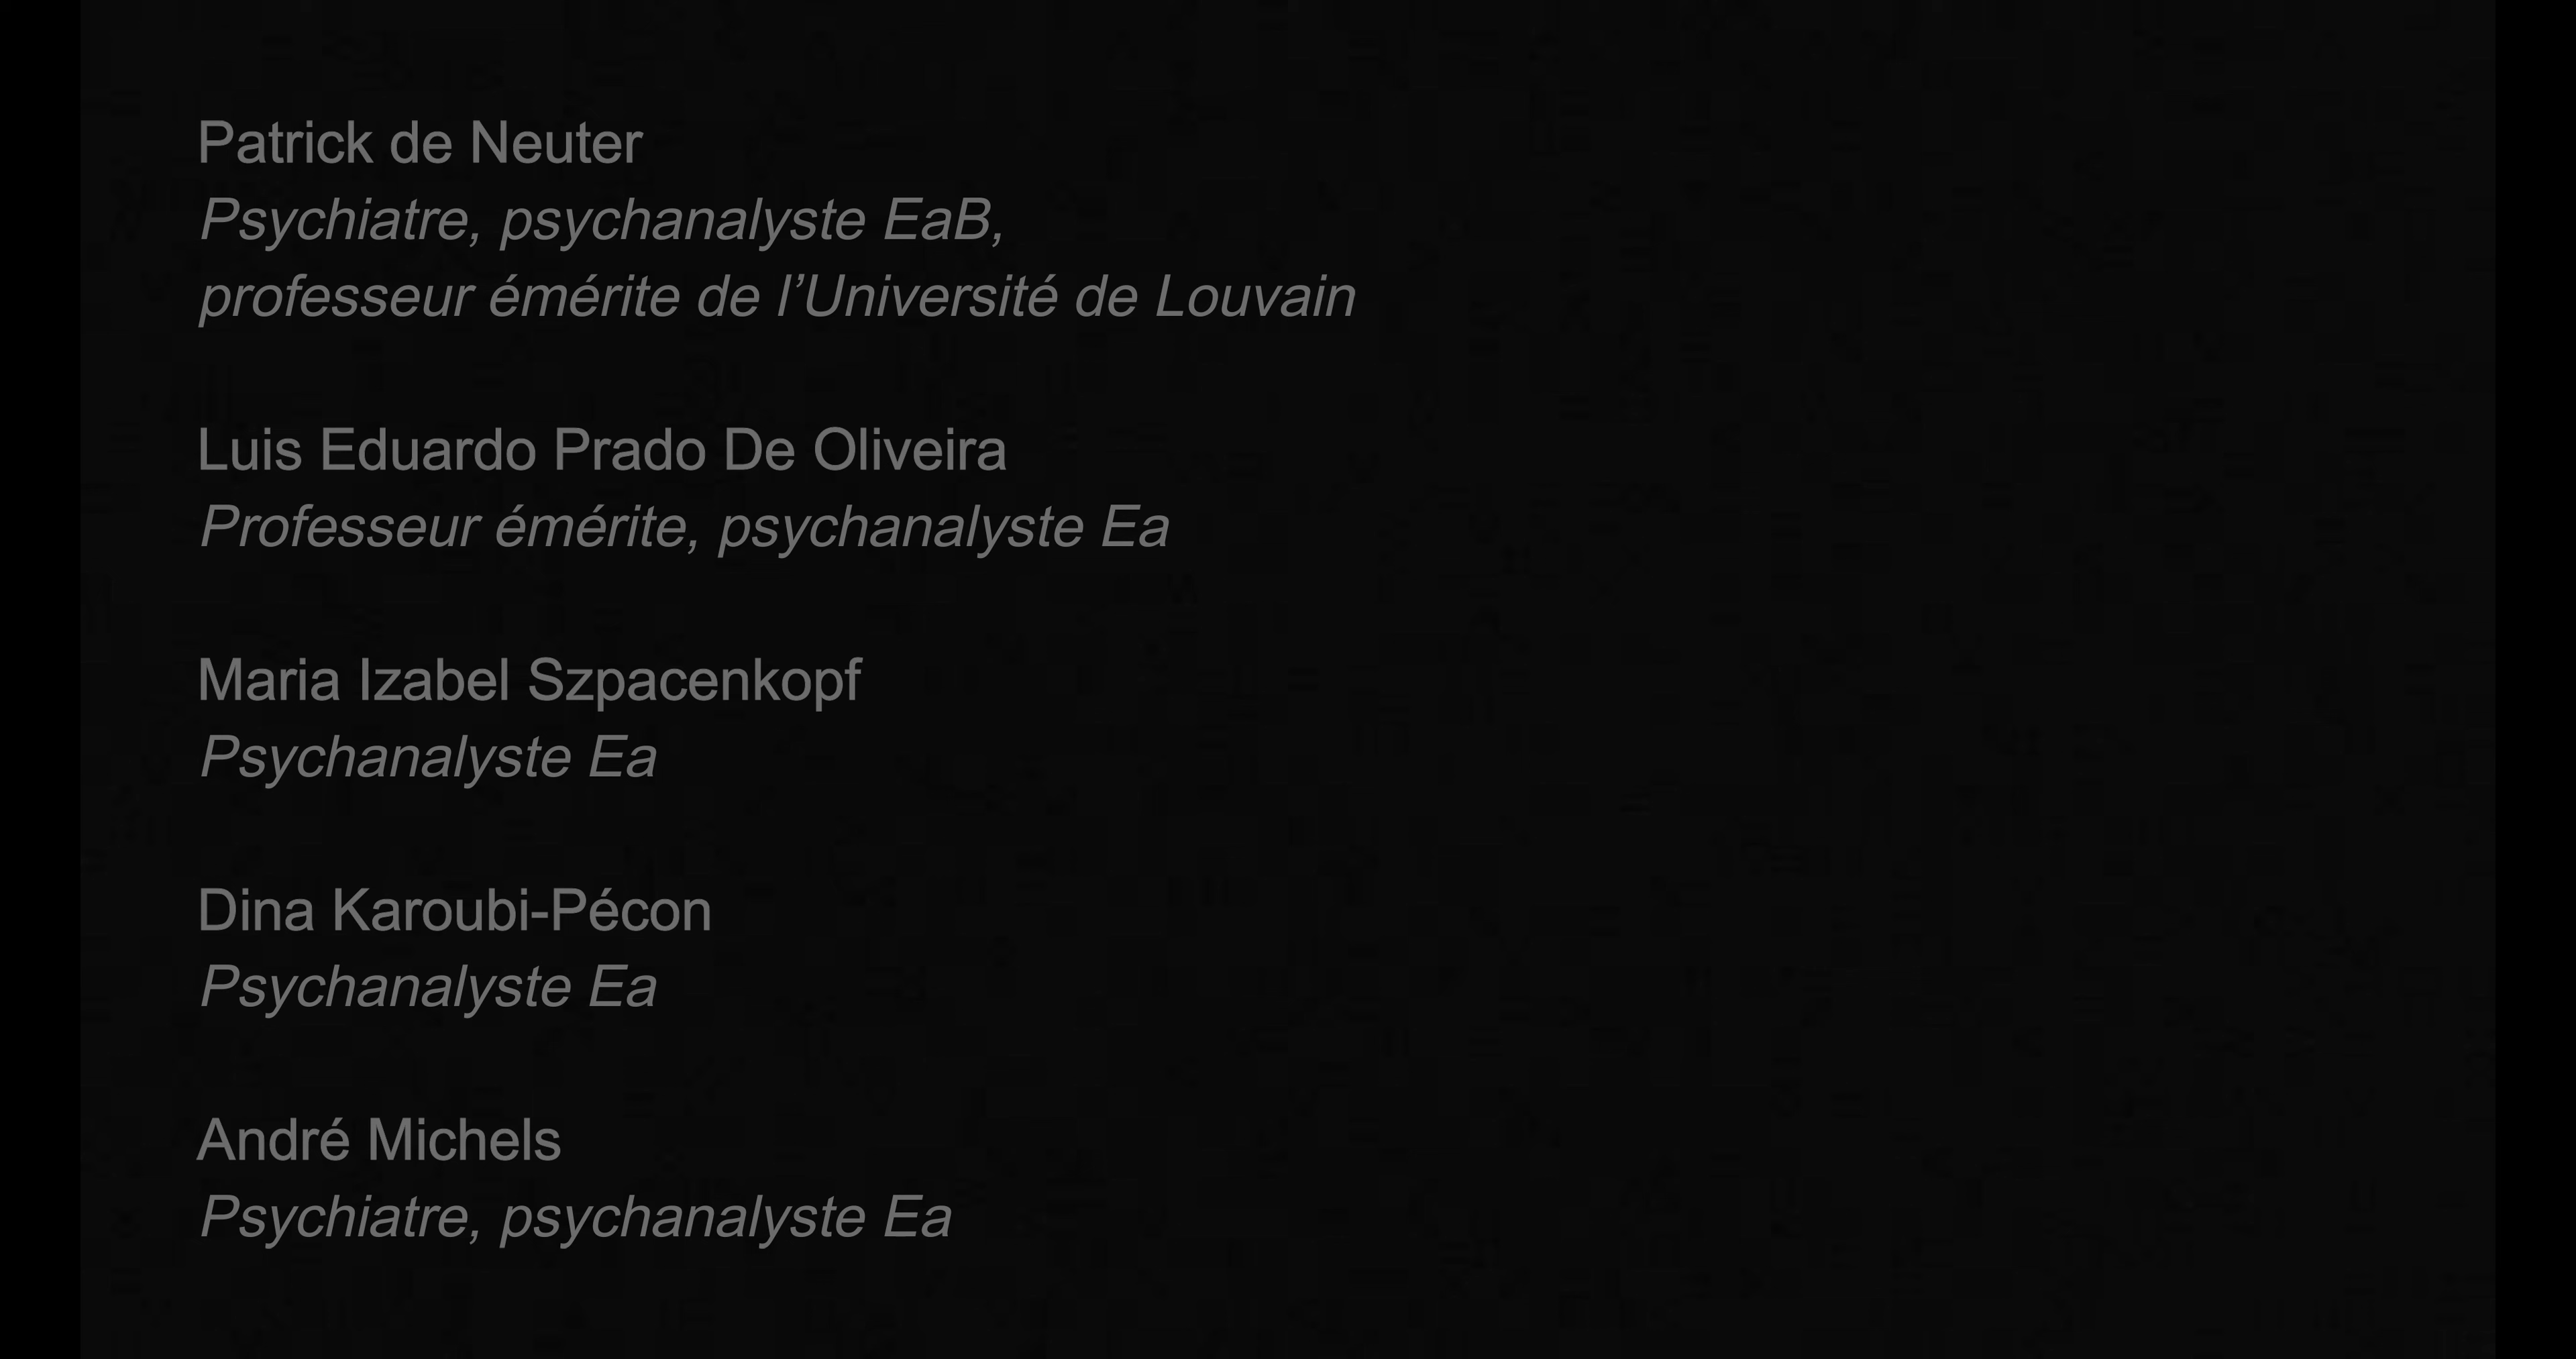 Patrick de Neuter
Psychiatre, psychanalyste EaB,
professeur émérite de l’Université de Louvain
Luis Eduardo Prado De Oliveira
Professeur émérite, psychanalyste Ea
Maria Izabel Szpacenkopf
Psychanalyste Ea
Dina Karoubi-Pécon
Psychanalyste Ea
André Michels
Psychiatre, psychanalyste Ea